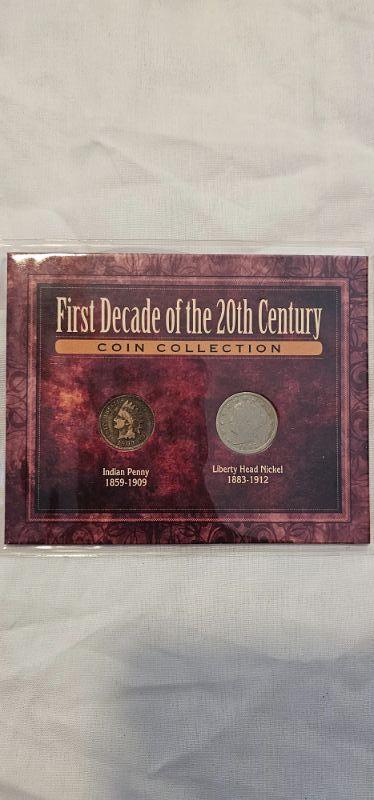 First Decade of the 20th Century
COIN COLLECTION
Indian Penny
1859-1909
Liberty Head Nickel
1883-1912